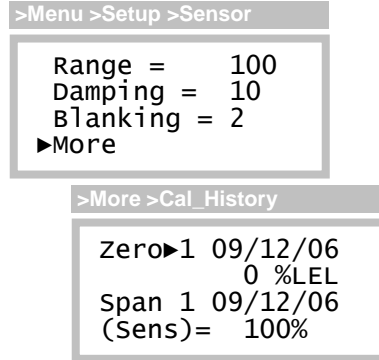 >Menu >Setup >Sensor
Range = 100
Damping = 10
Blanking = 2
►More
>More >Cal_History
Zero►1 09/12/06
0 %LEL
Span 1 09/12/06
(Sens)= 100%